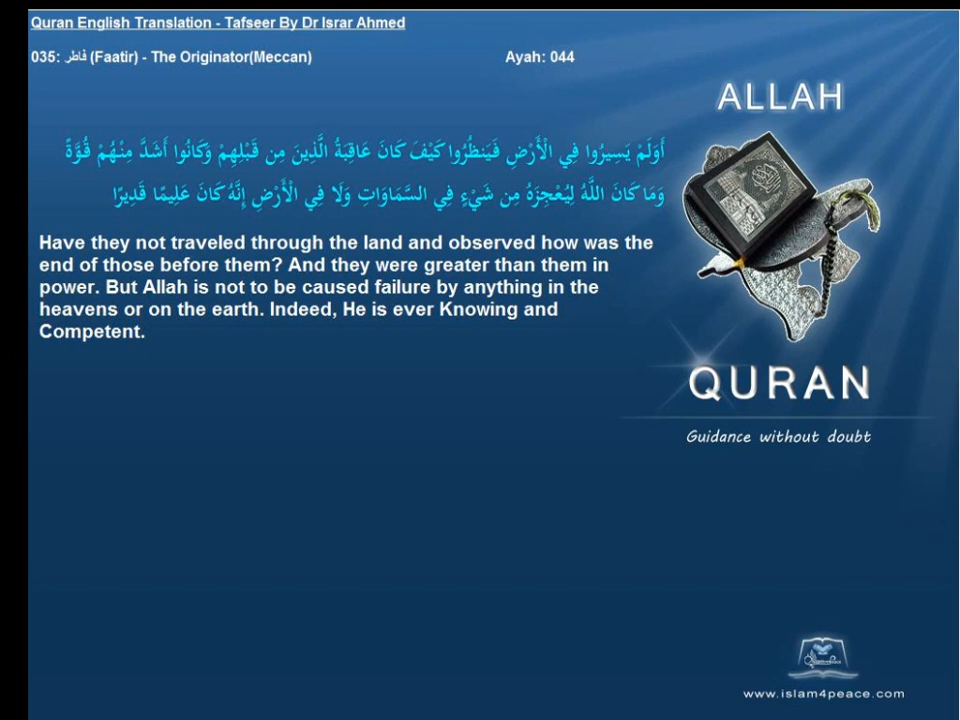 Quran English Translation - Tafseer By Dr Israr Ahmed
035: فاطر (Faatir) - The Originator(Meccan) Ayah: 044
ALLAH
أَوَلَمْ يَسِيرُوا فِي الْأَرْضِ فَيَنظُرُوا كَيْفَ كَانَ عَاقِبَةُ الَّذِينَ مِن قَبْلِهِمْ وَكَانُوا أَشَدَّ مِنْهُمْ قُوَّةً
وَمَا كَانَ اللَّهُ لِيُعْجِزَهُ مِن شَيْءٍ فِي السَّمَاوَاتِ وَلَا فِي الْأَرْضِ إِنَّهُ كَانَ عَلِيمًا قَدِيرًا
Have they not traveled through the land and observed how was the
end of those before them? And they were greater than them in
power. But Allah is not to be caused failure by anything in the
heavens or on the earth. Indeed, He is ever Knowing and
Competent.
QURAN
Guidance without doubt
www.islam4peace.com